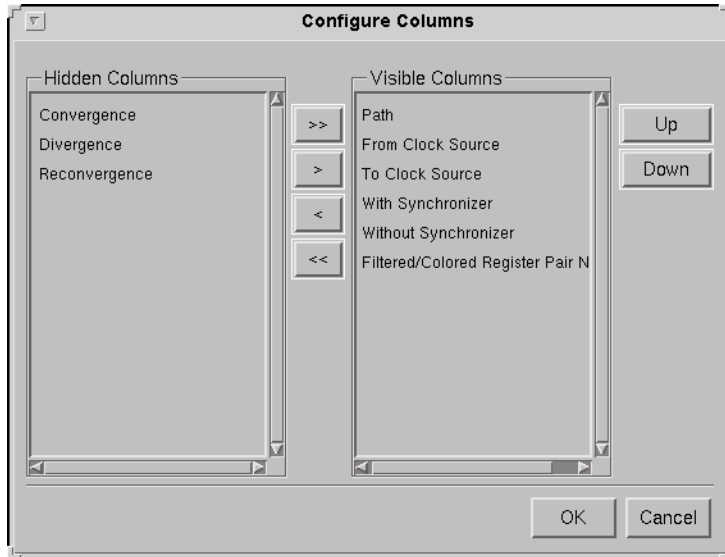 Configure Columns
Hidden Columns
Convergence
Divergence
Reconvergence
>>
>
<
<<
Visible Columns
Path
From Clock Source
To Clock Source
With Synchronizer
Without Synchronizer
Filtered/Colored Register Pair N
Up
Down
OK
Cancel